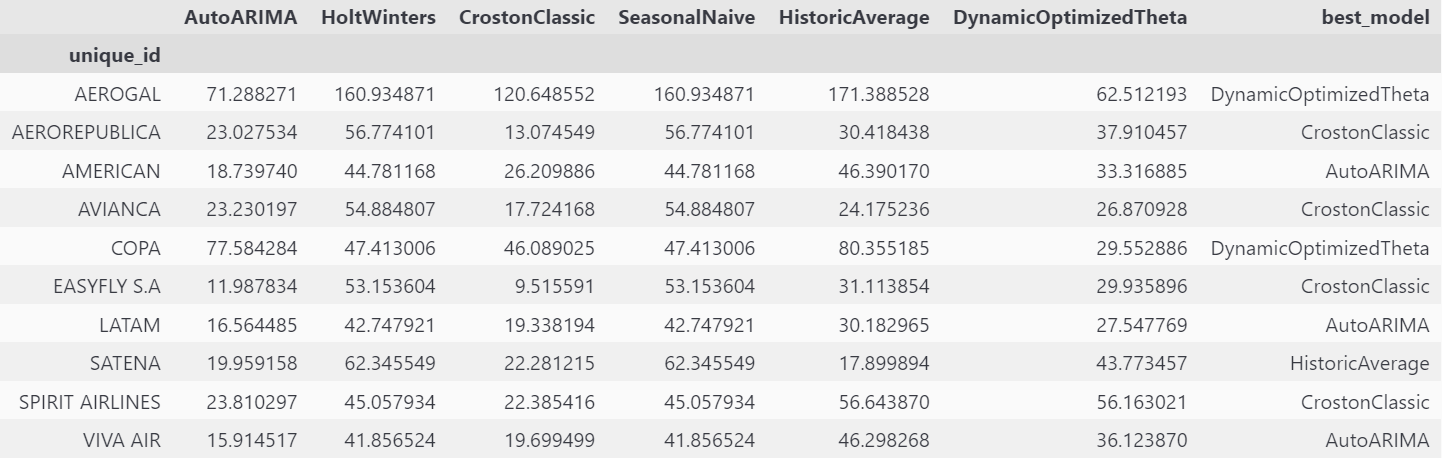 AutoARIMA HoltWinters CrostonClassic SeasonalNaive HistoricAverage DynamicOptimizedTheta best_model
unique_id
AEROGAL 71.288271 160.934871 120.648552 160.934871 171.388528 62.512193 DynamicOptimizedTheta
AEROREPUBLICA 23.027534 56.774101 13.074549 56.774101 30.418438 37.910457 CrostonClassic
AMERICAN 18.739740 44.781168 26.209886 44.781168 46.390170 33.316885 AutoARIMA
AVIANCA 23.230197 54.884807 17.724168 54.884807 24.175236 26.870928 CrostonClassic
COPA 77.584284 47.413006 46.089025 47.413006 80.355185 29.552886 DynamicOptimizedTheta
EASYFLY S.A 11.987834 53.153604 9.515591 53.153604 31.113854 29.935896 CrostonClassic
LATAM 16.564485 42.747921 19.338194 42.747921 30.182965 27.547769 AutoARIMA
SATENA 19.959158 62.345549 22.281215 62.345549 17.899894 43.773457 HistoricAverage
SPIRIT AIRLINES 23.810297 45.057934 22.385416 45.057934 56.643870 56.163021 CrostonClassic
VIVA AIR 15.914517 41.856524 19.699499 41.856524 46.298268 36.123870 AutoARIMA